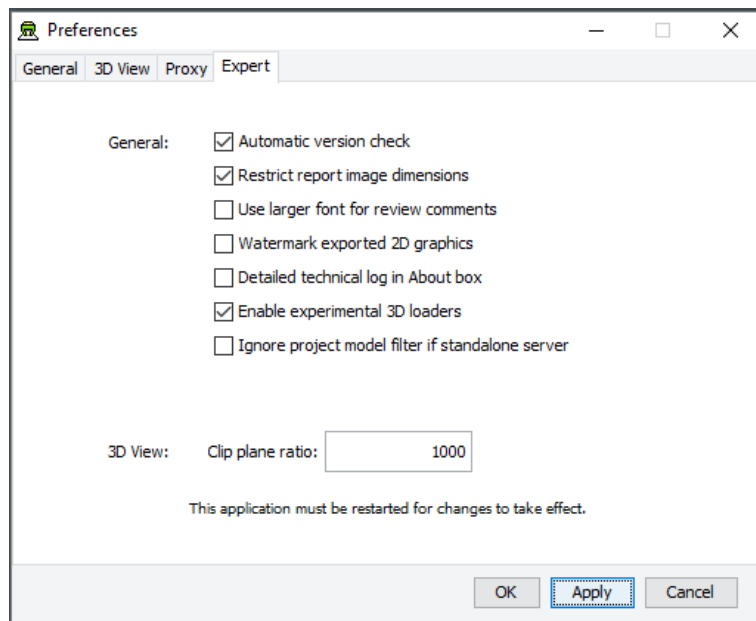 Preferences
General 3D View Proxy Expert
General: Automatic version check
Restrict report image dimensions
Use larger font for review comments
Watermark exported 2D graphics
Detailed technical log in About box
Enable experimental 3D loaders
Ignore project model filter if standalone server
3D View: Clip plane ratio: 1000
This application must be restarted for changes to take effect.
OK Apply Cancel